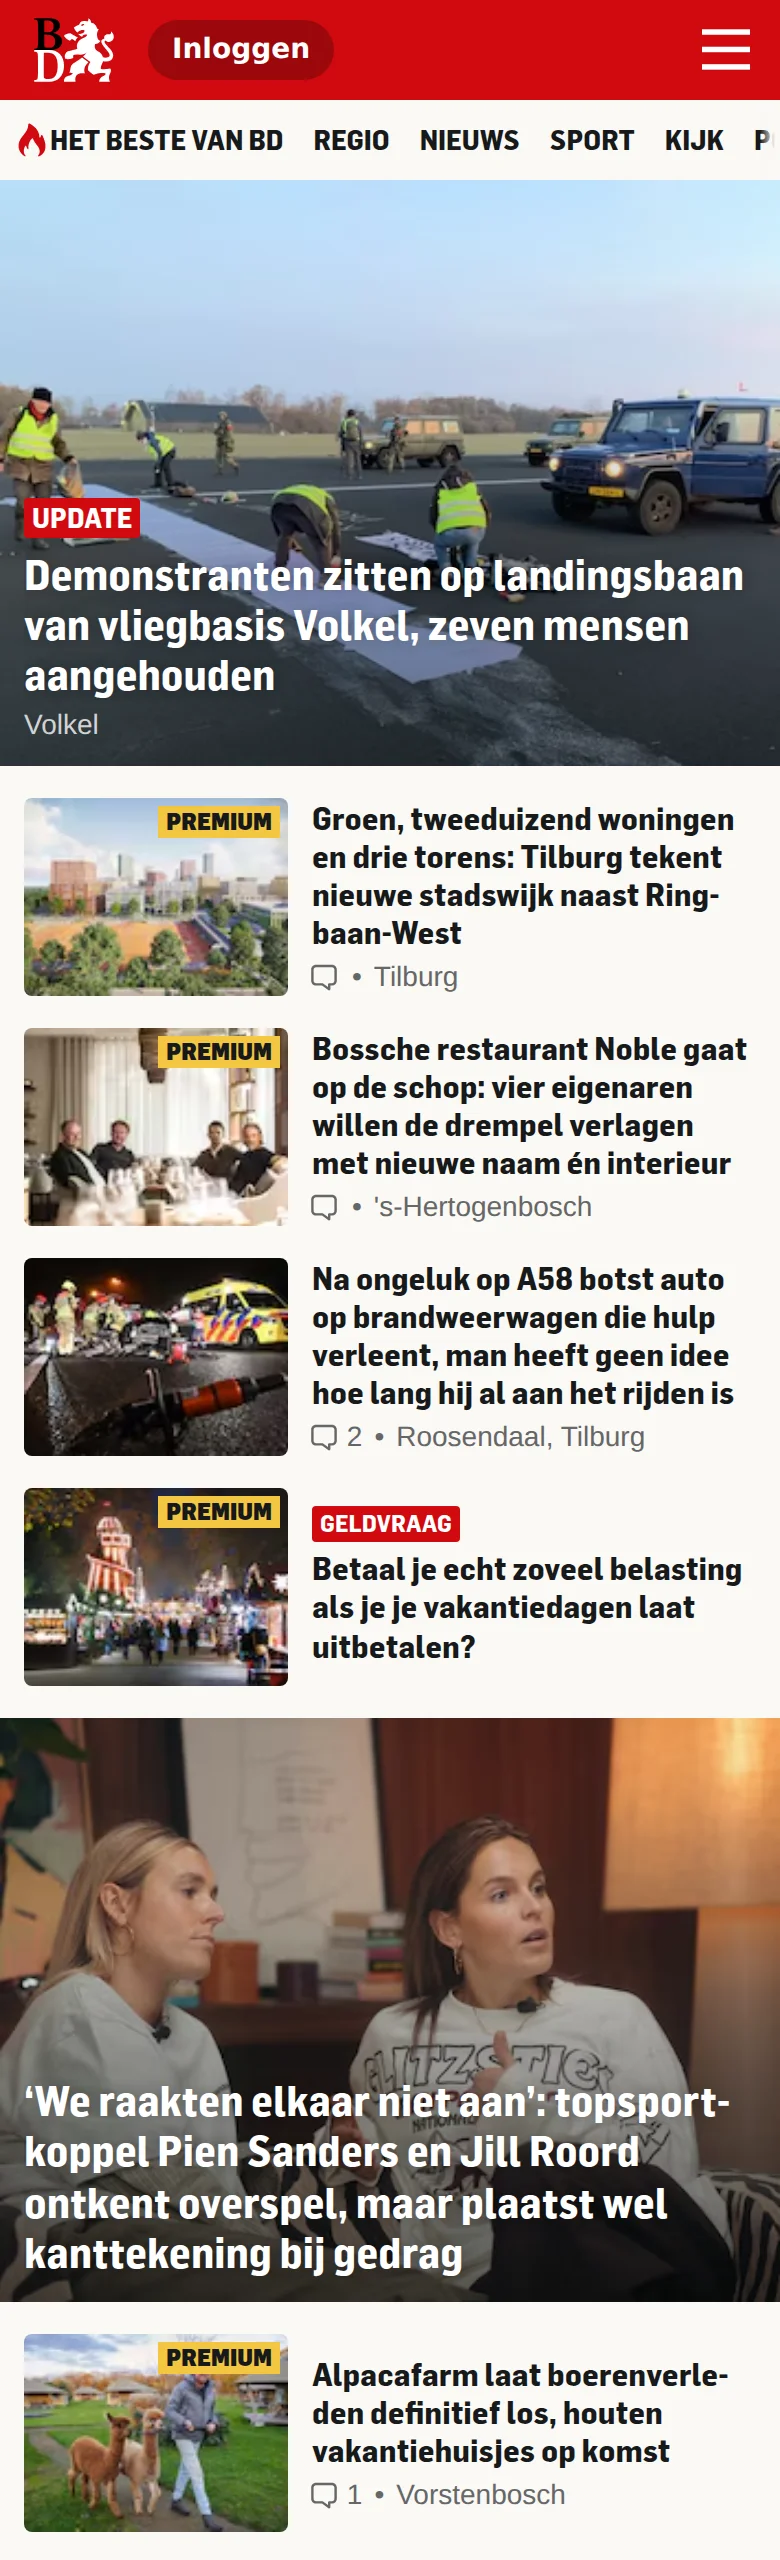 BD
Inloggen
HET BESTE VAN BD REGIO NIEUWS SPORT KIJK
UPDATE
Demonstranten zitten op landingsbaan
van vliegbasis Volkel, zeven mensen
aangehouden
Volkel
PREMIUM
Groen, tweeduizend woningen
en drie torens: Tilburg tekent
nieuwe stadswijk naast Ring-
baan-West
• Tilburg
PREMIUM
Bossche restaurant Noble gaat
op de schop: vier eigenaren
willen de drempel verlagen
met nieuwe naam én interieur
• 's-Hertogenbosch
Na ongeluk op A58 botst auto
op brandweerwagen die hulp
verleent, man heeft geen idee
hoe lang hij al aan het rijden is
2 • Roosendaal, Tilburg
PREMIUM
GELDVRAAG
Betaal je echt zoveel belasting
als je je vakantiedagen laat
uitbetalen?
‘We raakten elkaar niet aan’: topsport-
koppel Pien Sanders en Jill Roord
ontkent overspel, maar plaatst wel
kanttekening bij gedrag
PREMIUM
Alpacafarm laat boerenverle-
den definitief los, houten
vakantiehuisjes op komst
1 • Vorstenbosch